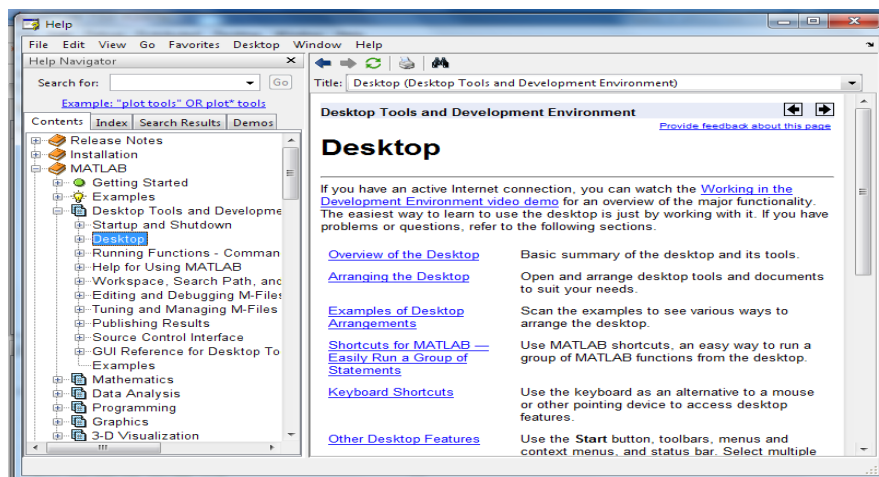 Help
File Edit View Go Favorites Desktop Window Help
Help Navigator
Search for:
Go
Example: "plot tools" OR plot* tools
Contents Index Search Results Demos
Release Notes
Installation
MATLAB
Getting Started
Examples
Desktop Tools and Developme
Startup and Shutdown
Desktop
Running Functions - Comman
Help for Using MATLAB
Workspace, Search Path, and
Editing and Debugging M-Files
Tuning and Managing M-Files
Publishing Results
Source Control Interface
GUI Reference for Desktop To
Examples
Mathematics
Data Analysis
Programming
Graphics
3-D Visualization
Title: Desktop (Desktop Tools and Development Environment)
Desktop Tools and Development Environment
Provide feedback about this page
Desktop
If you have an active Internet connection, you can watch the Working in the
Development Environment video demo for an overview of the major functionality.
The easiest way to learn to use the desktop is just by working with it. If you have
problems or questions, refer to the following sections.
Overview of the Desktop Basic summary of the desktop and its tools.
Arranging the Desktop Open and arrange desktop tools and documents
to suit your needs.
Examples of Desktop Scan the examples to see various ways to
Arrangements arrange the desktop.
Shortcuts for MATLAB — Use MATLAB shortcuts, an easy way to run a
Easily Run a Group of group of MATLAB functions from the desktop.
Statements
Keyboard Shortcuts Use the keyboard as an alternative to a mouse
or other pointing device to access desktop
features.
Other Desktop Features Use the Start button, toolbars, menus and
context menus, and status bar. Select multiple